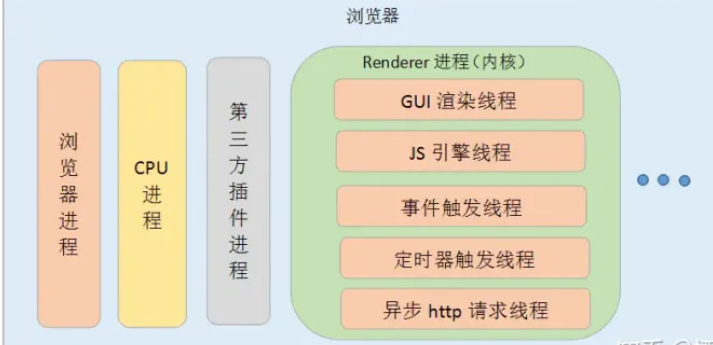 浏览器
浏览器进程
CPU
进程
第三方插件进程
Renderer 进程（内核）
GUI 渲染线程
JS 引擎线程
事件触发线程
定时器触发线程
异步 http 请求线程